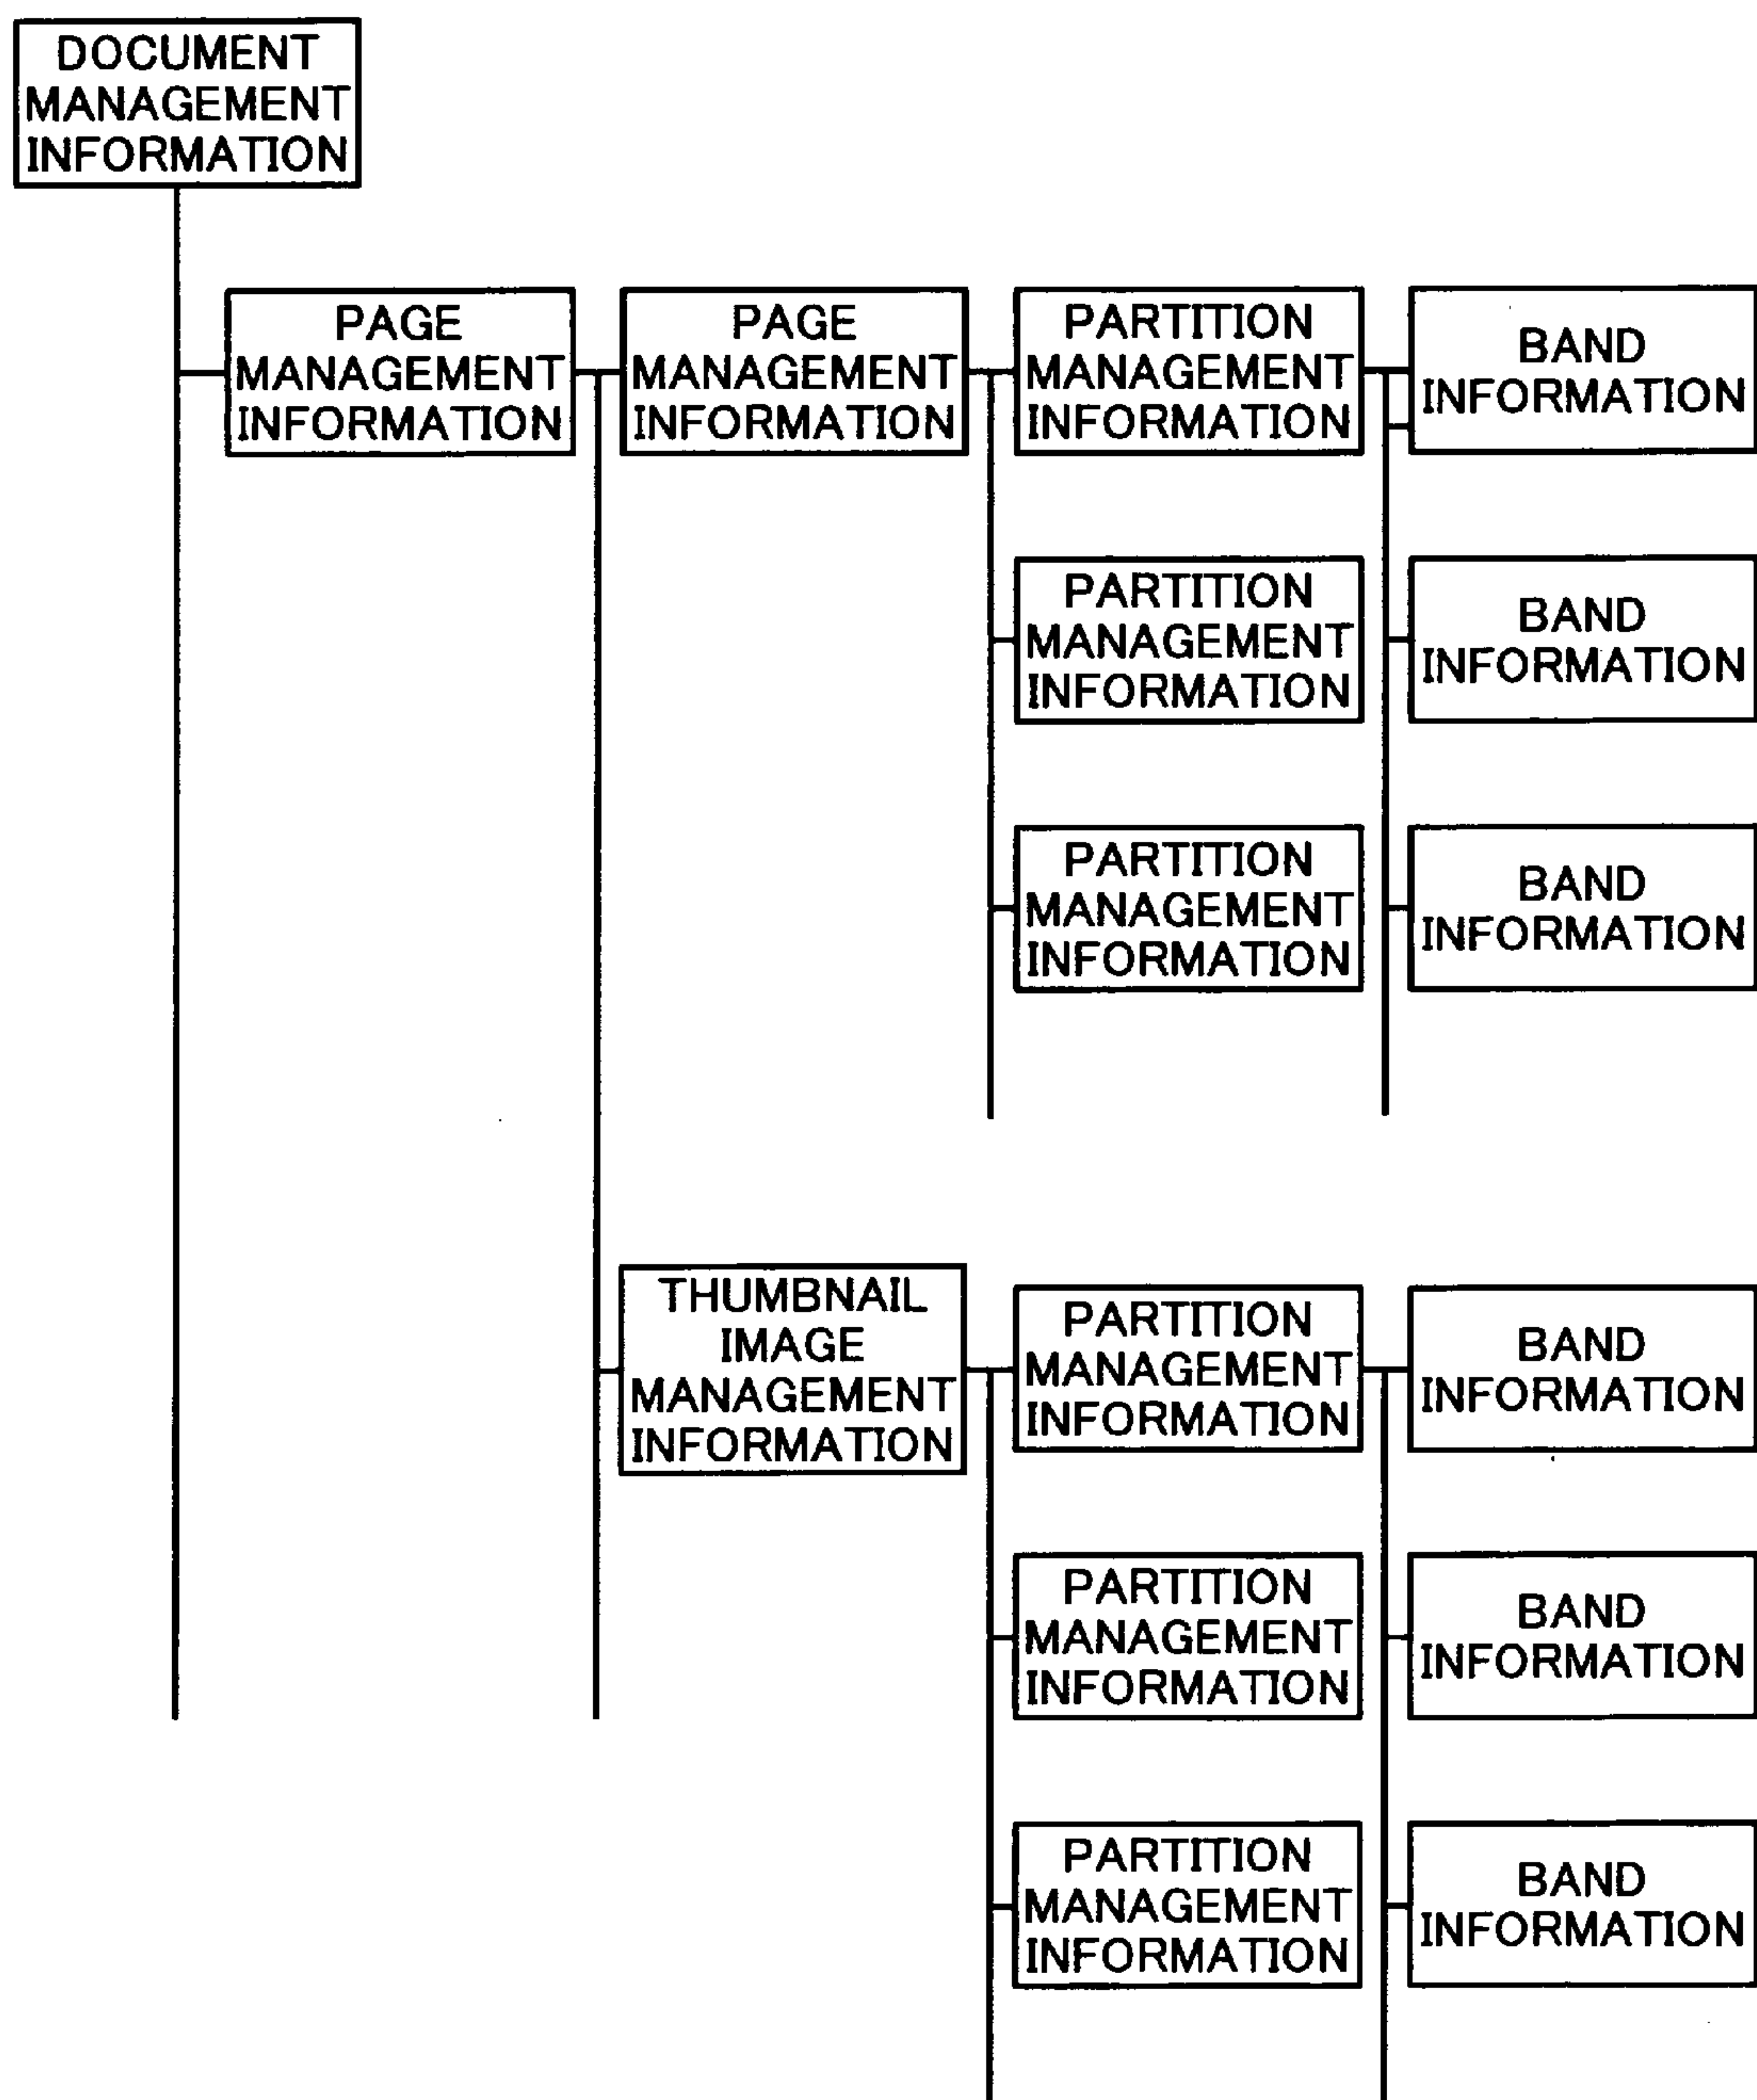 DOCUMENT
MANAGEMENT
INFORMATION
PAGE
MANAGEMENT
INFORMATION
PAGE
MANAGEMENT
INFORMATION
PARTITION
MANAGEMENT
INFORMATION
BAND
INFORMATION
PARTITION
MANAGEMENT
INFORMATION
BAND
INFORMATION
PARTITION
MANAGEMENT
INFORMATION
BAND
INFORMATION
THUMBNAIL
IMAGE
MANAGEMENT
INFORMATION
PARTITION
MANAGEMENT
INFORMATION
BAND
INFORMATION
PARTITION
MANAGEMENT
INFORMATION
BAND
INFORMATION
PARTITION
MANAGEMENT
INFORMATION
BAND
INFORMATION